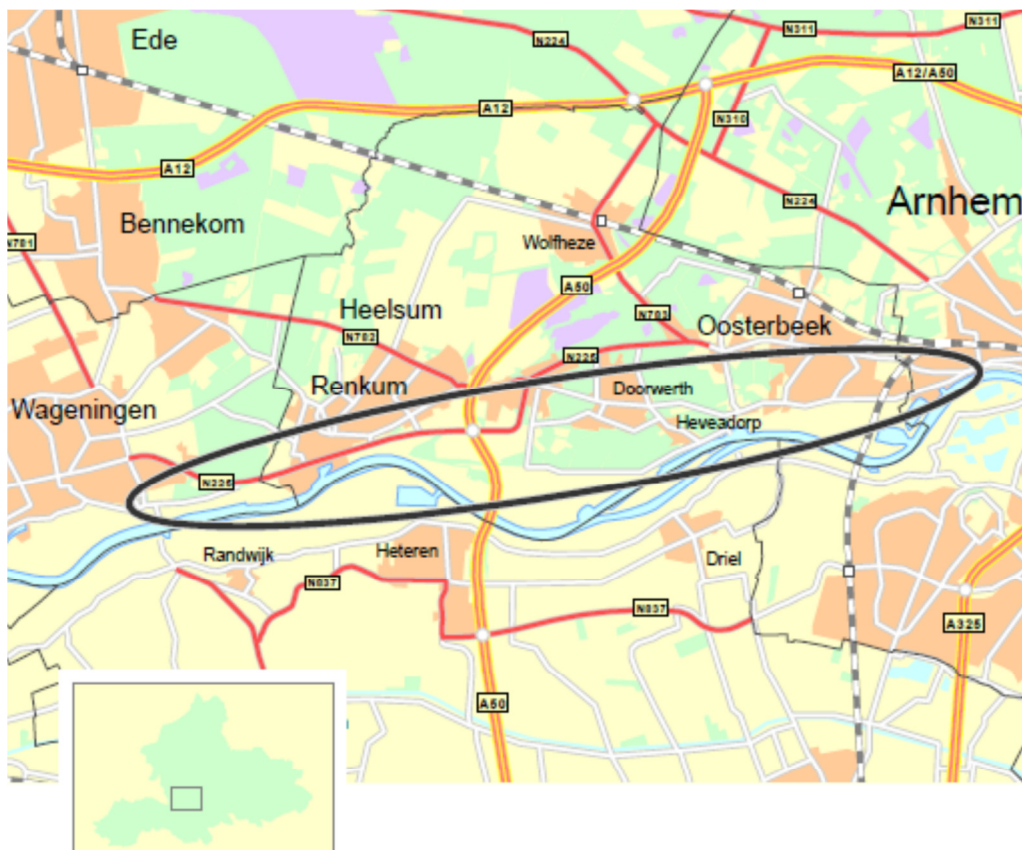 Ede
N224
N311
N311
A12/A50
A12
N310
A12
Bennekom
N224
Arnhem
N781
Wolfheze
A50
Heelsum
N782
N783
Oosterbeek
N225
Renkum
Doorwerth
Wageningen
Heveadorp
N225
Randwijk
Heteren
Driel
N837
N837
A325
A50